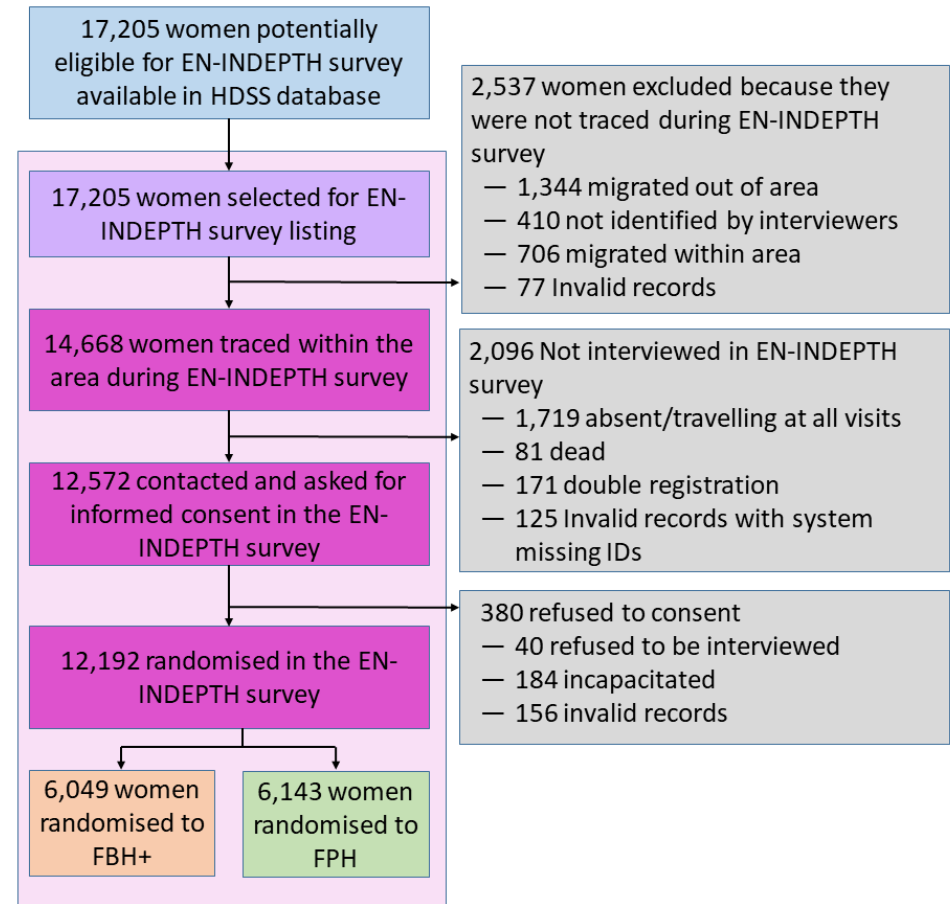 17,205 women potentially
eligible for EN-INDEPTH survey
available in HDSS database
2,537 women excluded because they
were not traced during EN-INDEPTH
survey
— 1,344 migrated out of area
— 410 not identified by interviewers
— 706 migrated within area
— 77 Invalid records
17,205 women selected for EN-
INDEPTH survey listing
14,668 women traced within the
area during EN-INDEPTH survey
2,096 Not interviewed in EN-INDEPTH
survey
— 1,719 absent/travelling at all visits
— 81 dead
— 171 double registration
— 125 Invalid records with system
missing IDs
12,572 contacted and asked for
informed consent in the EN-
INDEPTH survey
380 refused to consent
— 40 refused to be interviewed
— 184 incapacitated
— 156 invalid records
12,192 randomised in the EN-
INDEPTH survey
6,049 women
randomised to
FBH+
6,143 women
randomised to
FPH